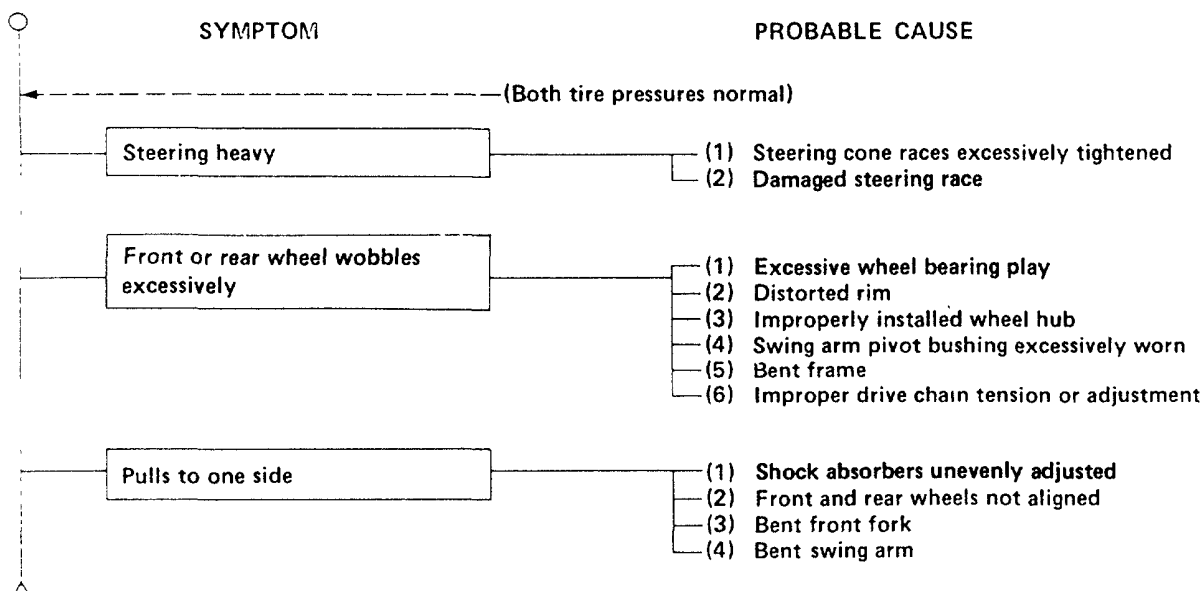 SYMPTOM PROBABLE CAUSE
(Both tire pressures normal)
Steering heavy
(1) Steering cone races excessively tightened
(2) Damaged steering race
Front or rear wheel wobbles
excessively
(1) Excessive wheel bearing play
(2) Distorted rim
(3) Improperly installed wheel hub
(4) Swing arm pivot bushing excessively worn
(5) Bent frame
(6) Improper drive chain tension or adjustment
Pulls to one side
(1) Shock absorbers unevenly adjusted
(2) Front and rear wheels not aligned
(3) Bent front fork
(4) Bent swing arm